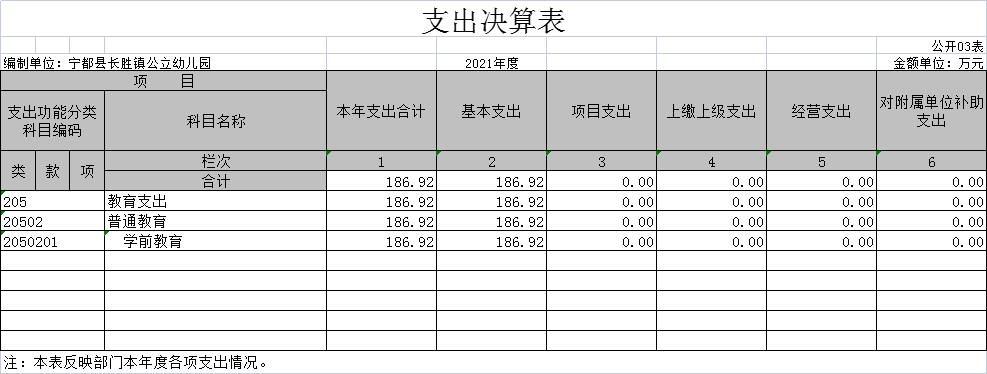 支出决算表
公开03表
编制单位：宁都县长胜镇公立幼儿园 2021年度 金额单位：万元
项 目 本年支出合计 基本支出 项目支出 上缴上级支出 经营支出 对附属单位补助支出
支出功能分类科目编码 科目名称
类 款 项 栏次 1 2 3 4 5 6
合计 186.92 186.92 0.00 0.00 0.00 0.00
205 教育支出 186.92 186.92 0.00 0.00 0.00 0.00
20502 普通教育 186.92 186.92 0.00 0.00 0.00 0.00
2050201 学前教育 186.92 186.92 0.00 0.00 0.00 0.00
注：本表反映部门本年度各项支出情况。